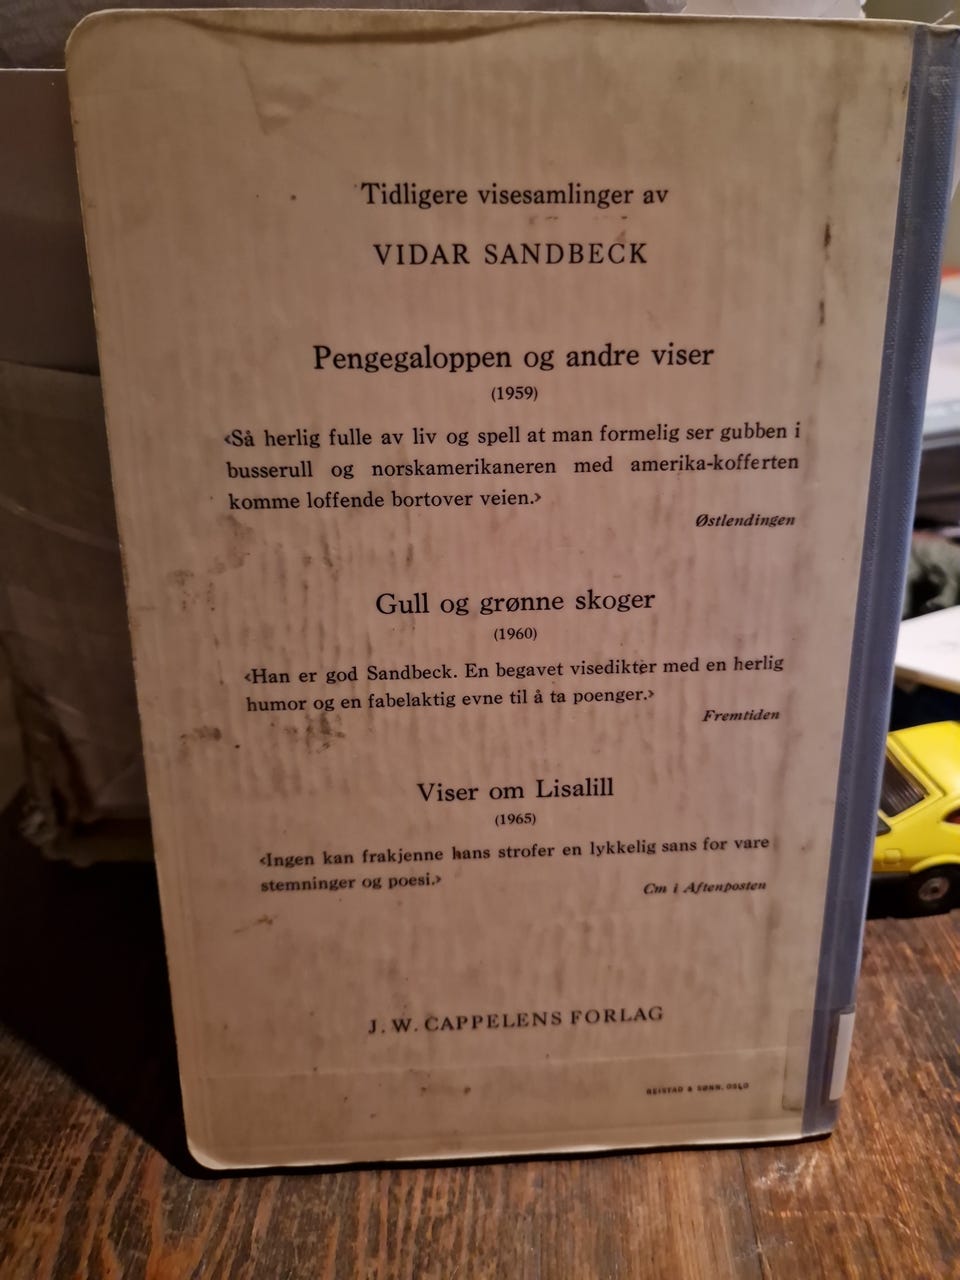 Tidligere visesamlinger av
VIDAR SANDBECK
Pengegaloppen og andre viser
(1959)
‹Så herlig fulle av liv og spell at man formelig ser gubben i
busserull og norskamerikaneren med amerika-kofferten
komme loffende bortover veien.›
Østlendingen
Gull og grønne skoger
(1960)
‹Han er god Sandbeck. En begavet visedikter med en herlig
humor og en fabelaktig evne til å ta poenger.›
Fremtiden
Viser om Lisalill
(1965)
‹Ingen kan frakjenne hans strofer en lykkelig sans for vare
stemninger og poesi.›
Cm i Aftenposten
J. W. CAPPELENS FORLAG
REISTAD & SØNN, OSLO